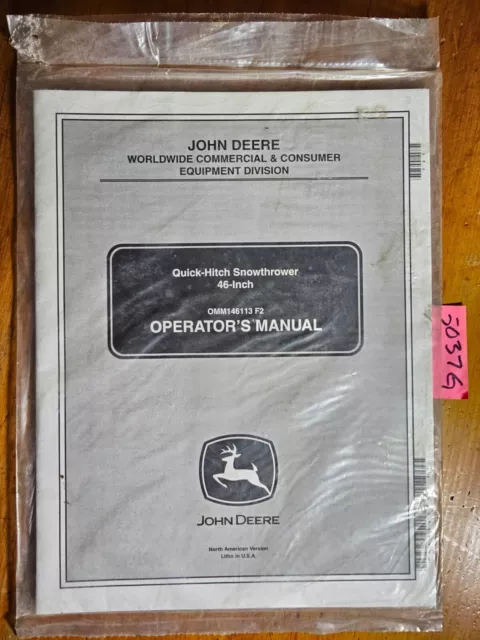 JOHN DEERE
WORLDWIDE COMMERCIAL & CONSUMER
EQUIPMENT DIVISION
Quick-Hitch Snowthrower
46-Inch
OMM146113 F2
OPERATOR'S MANUAL
JOHN DEERE
North American Version
Litho in U.S.A.
50379